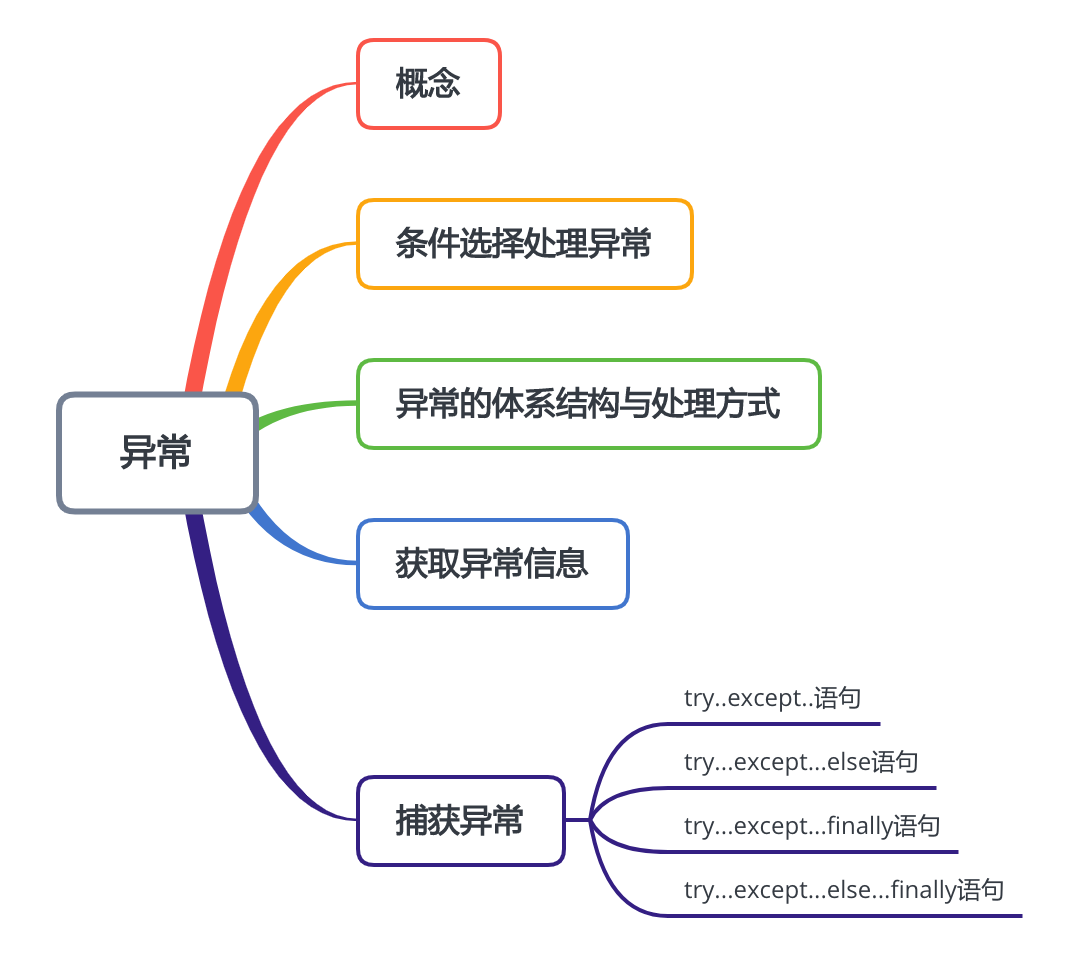 概念
条件选择处理异常
异常的体系结构与处理方式
异常
获取异常信息
捕获异常
try..except..语句
try...except...else语句
try...except...finally语句
try...except...else...finally语句